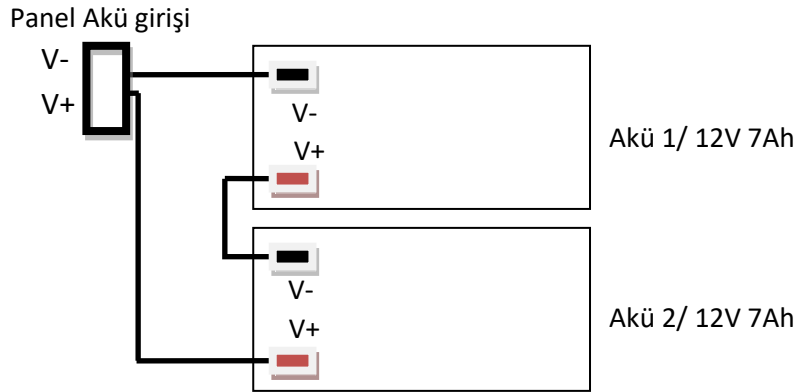 Panel Akü girişi
V-
V+
V-
V+
Akü 1/ 12V 7Ah
V-
V+
Akü 2/ 12V 7Ah